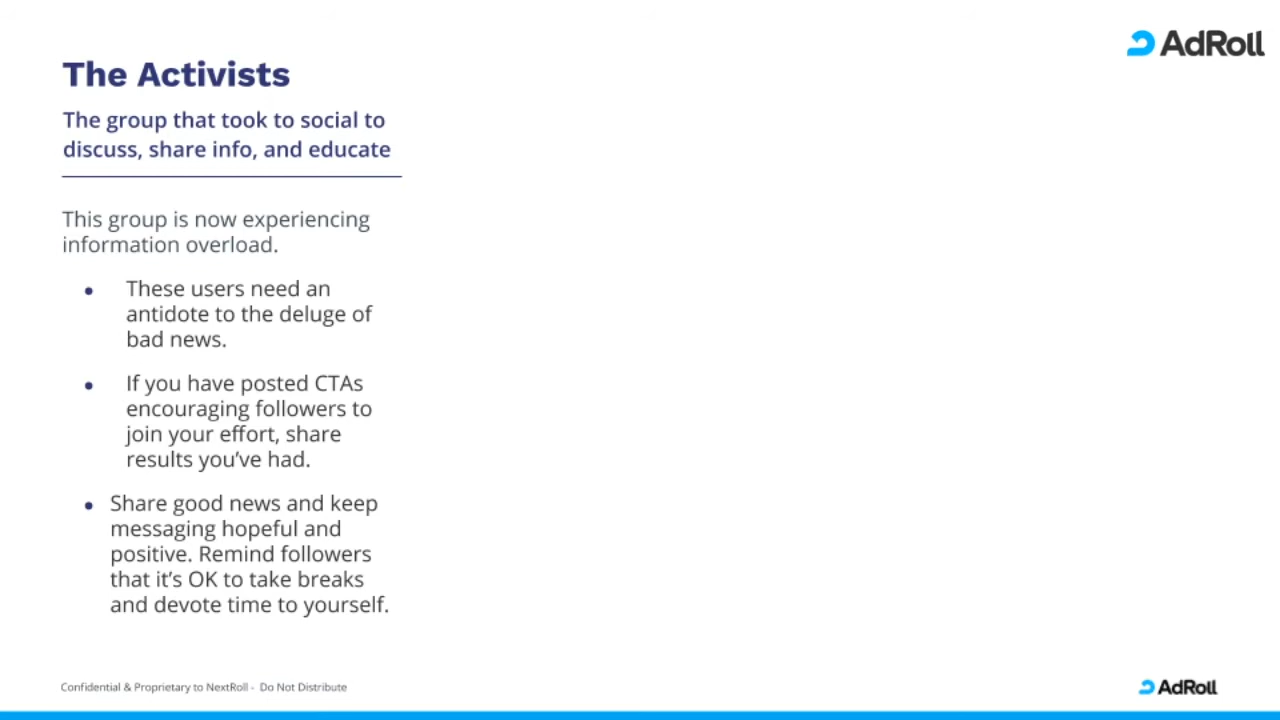 AdRoll
The Activists
The group that took to social to
discuss, share info, and educate
This group is now experiencing
information overload.
● These users need an
antidote to the deluge of
bad news.
● If you have posted CTAs
encouraging followers to
join your effort, share
results you've had.
● Share good news and keep
messaging hopeful and
positive. Remind followers
that it's OK to take breaks
and devote time to yourself.
Confidential & Proprietary to NextRoll - Do Not Distribute
AdRoll